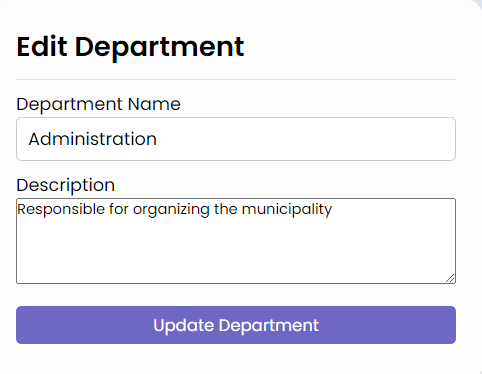 Edit Department
Department Name
Administration
Description
Responsible for organizing the municipality
Update Department